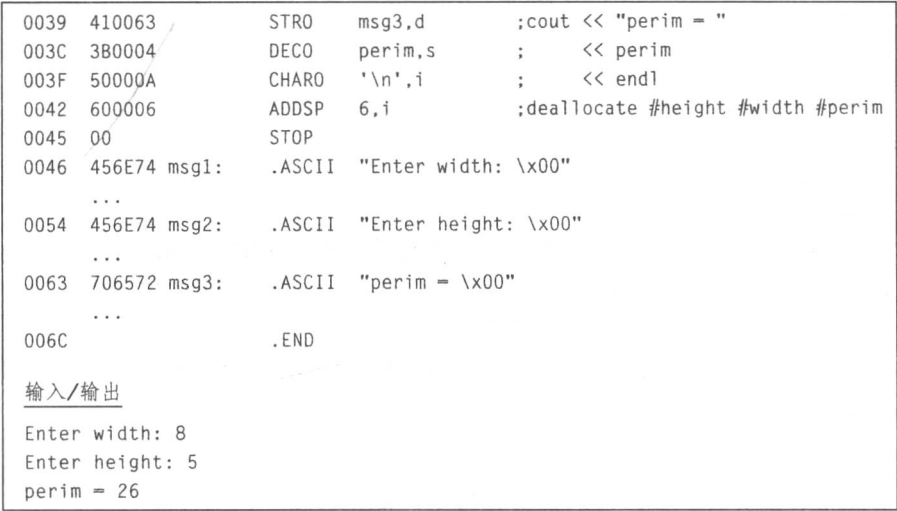 0039 410063 STRO msg3,d ;cout << "perim = "
003C 3B0004 DECO perim,s ; << perim
003F 50000A CHARO '\n',i ; << endl
0042 600006 ADDSP 6,i ;deallocate #height #width #perim
0045 00 STOP
0046 456E74 msg1: .ASCII "Enter width: \x00"
...
0054 456E74 msg2: .ASCII "Enter height: \x00"
...
0063 706572 msg3: .ASCII "perim = \x00"
...
006C .END
输入/输出
Enter width: 8
Enter height: 5
perim = 26